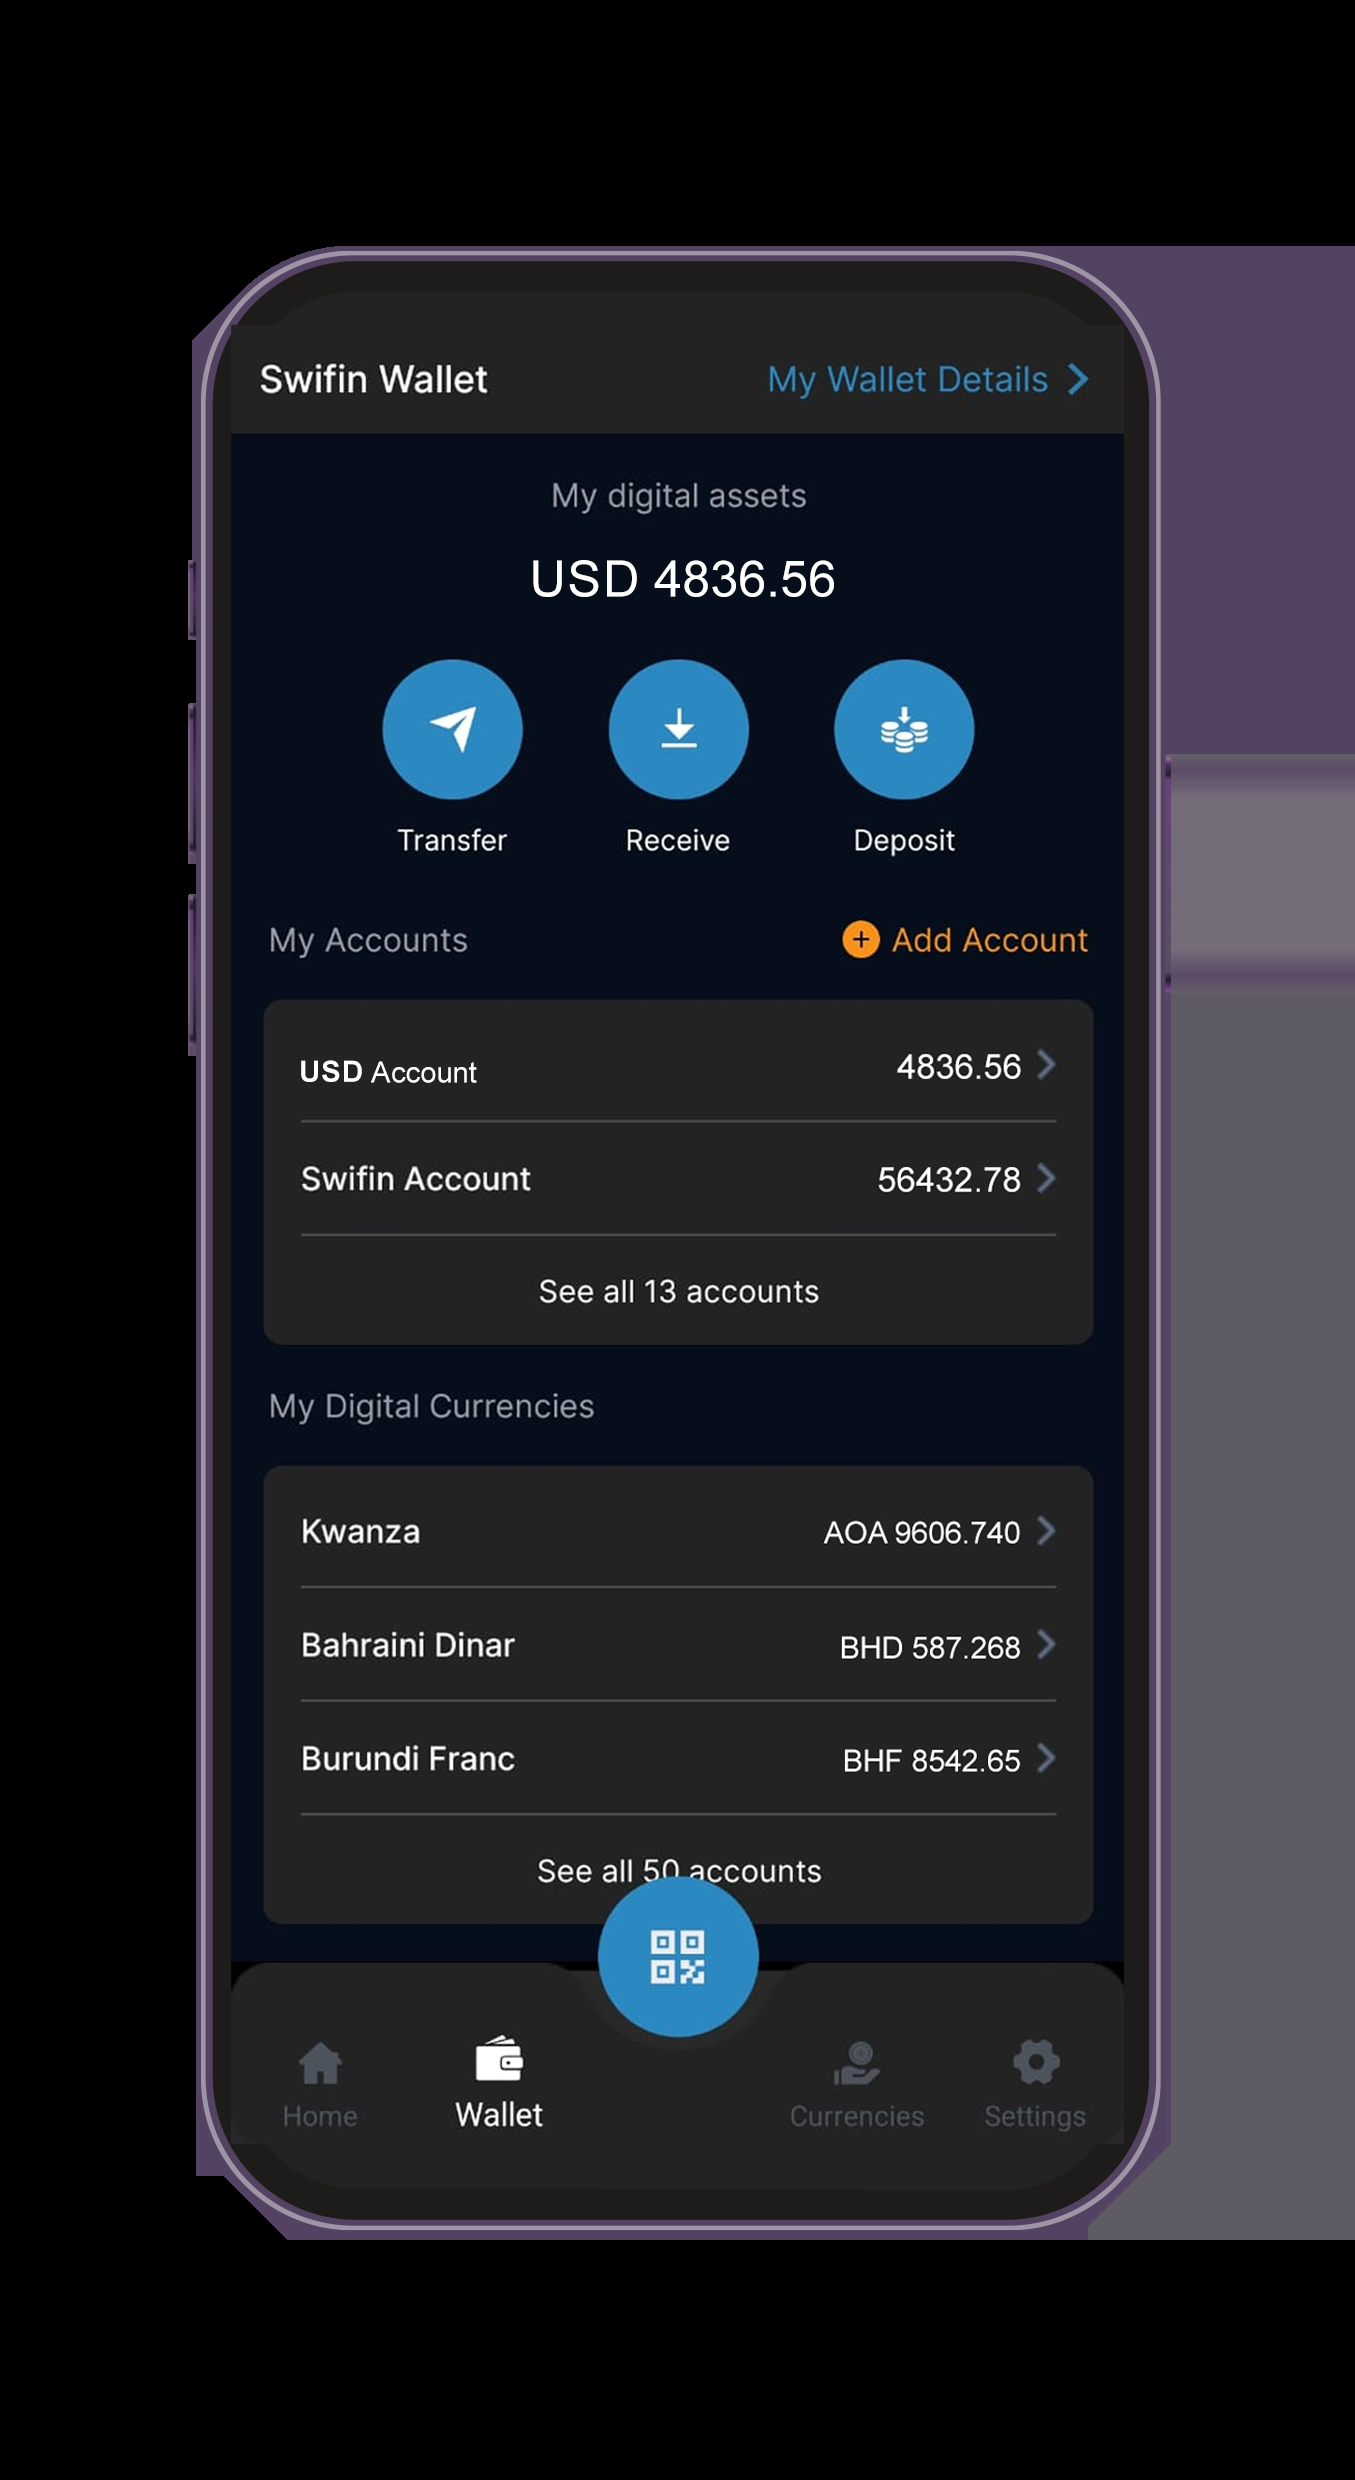 Swifin Wallet
My Wallet Details
My digital assets
USD 4836.56
Transfer
Receive
Deposit
My Accounts
Add Account
USD Account
4836.56
Swifin Account
56432.78
See all 13 accounts
My Digital Currencies
Kwanza
AOA 9606.740
Bahraini Dinar
BHD 587.268
Burundi Franc
BHF 8542.65
See all 50 accounts
Home
Wallet
Currencies
Settings